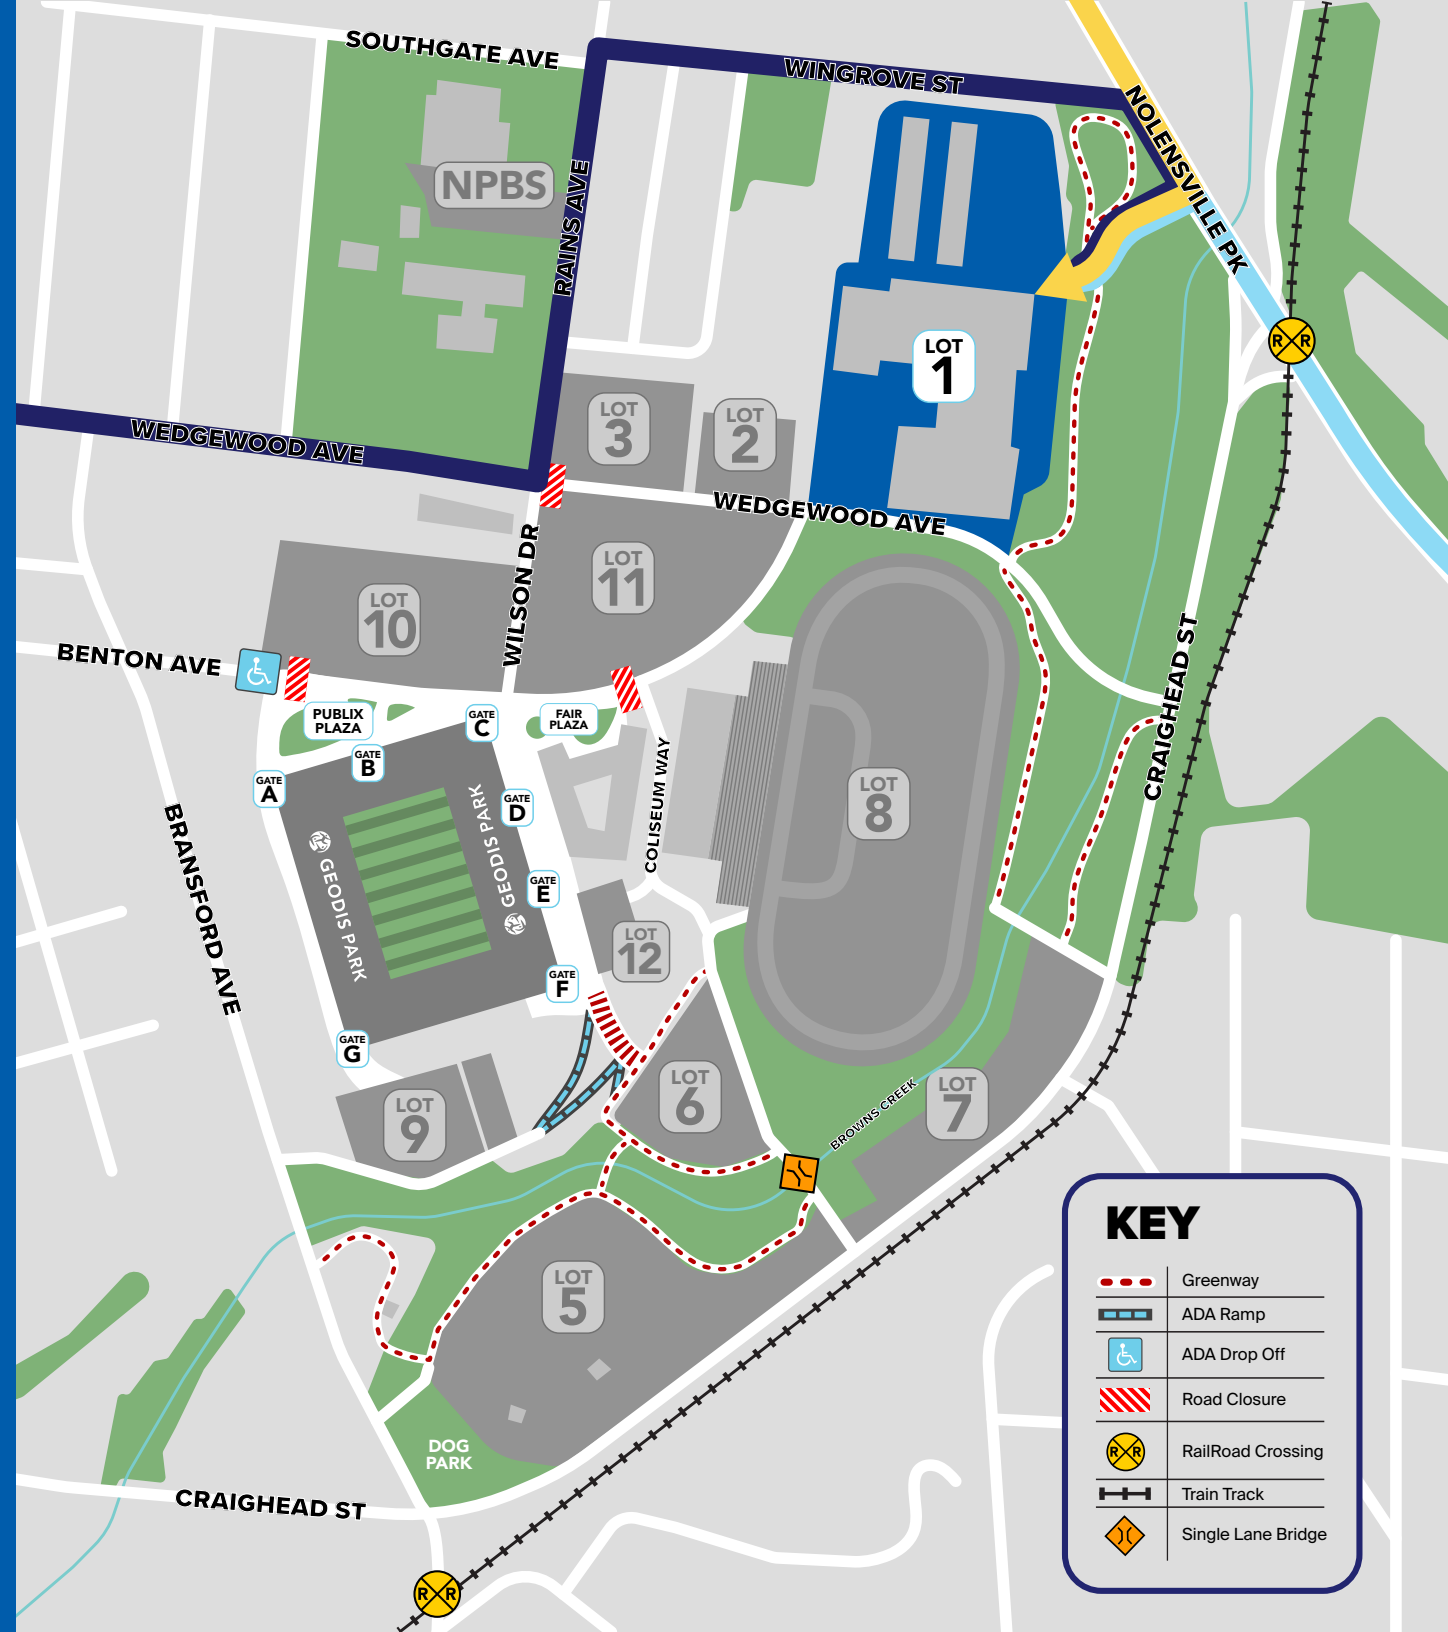 SOUTHGATE AVE
WINGROVE ST
NOLENSVILLE PK
NPBS
RAINS AVE
LOT
1
R R
LOT
3
LOT
2
WEDGEWOOD AVE
WEDGEWOOD AVE
WILSON DR
LOT
11
LOT
10
BENTON AVE
CRAIGHEAD ST
PUBLIX
PLAZA
GATE
C
FAIR
PLAZA
GATE
B
GATE
A
GATE
D
COLISEUM WAY
LOT
8
GEODIS PARK
GEODIS PARK
BRANSFORD AVE
GATE
E
LOT
12
GATE
F
GATE
G
LOT
6
LOT
7
LOT
9
BROWNS CREEK
LOT
5
DOG
PARK
CRAIGHEAD ST
R R
KEY
Greenway
ADA Ramp
ADA Drop Off
Road Closure
R R
RailRoad Crossing
Train Track
Single Lane Bridge